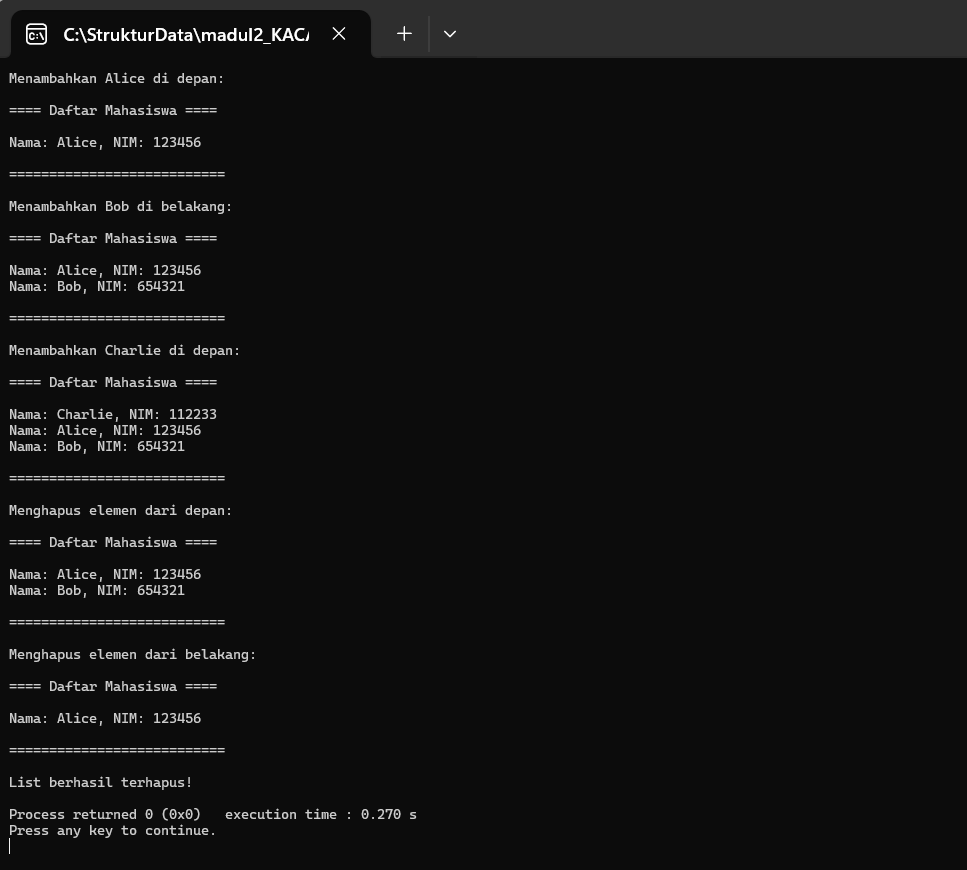 C:\StrukturData\madul2_KAC
Menambahkan Alice di depan:
==== Daftar Mahasiswa ====
Nama: Alice, NIM: 123456
===========================
Menambahkan Bob di belakang:
==== Daftar Mahasiswa ====
Nama: Alice, NIM: 123456
Nama: Bob, NIM: 654321
===========================
Menambahkan Charlie di depan:
==== Daftar Mahasiswa ====
Nama: Charlie, NIM: 112233
Nama: Alice, NIM: 123456
Nama: Bob, NIM: 654321
===========================
Menghapus elemen dari depan:
==== Daftar Mahasiswa ====
Nama: Alice, NIM: 123456
Nama: Bob, NIM: 654321
===========================
Menghapus elemen dari belakang:
==== Daftar Mahasiswa ====
Nama: Alice, NIM: 123456
===========================
List berhasil terhapus!
Process returned 0 (0x0)   execution time : 0.270 s
Press any key to continue.